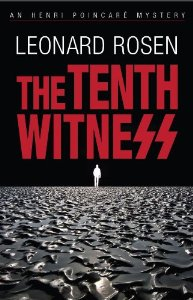 AN HENRI POINCARÉ MYSTERY
LEONARD ROSEN
THE TENTH
WITNESS